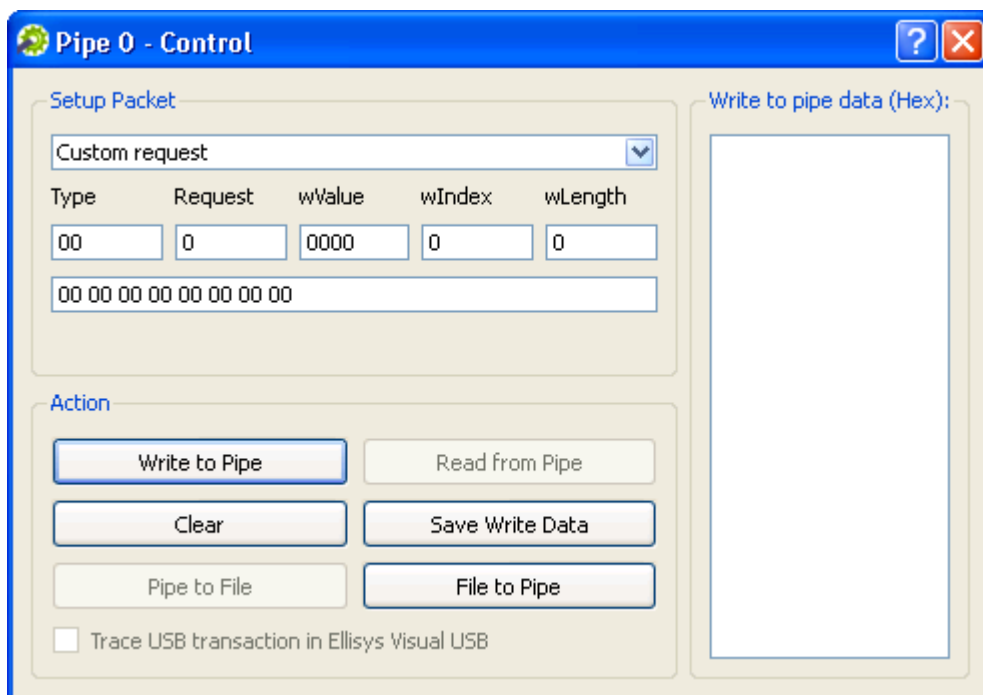 Pipe 0 - Control
Setup Packet
Custom request
Type Request wValue wIndex wLength
00 0 0000 0 0
00 00 00 00 00 00 00 00
Action
Write to Pipe Read from Pipe
Clear Save Write Data
Pipe to File File to Pipe
Trace USB transaction in Ellisys Visual USB
Write to pipe data (Hex):